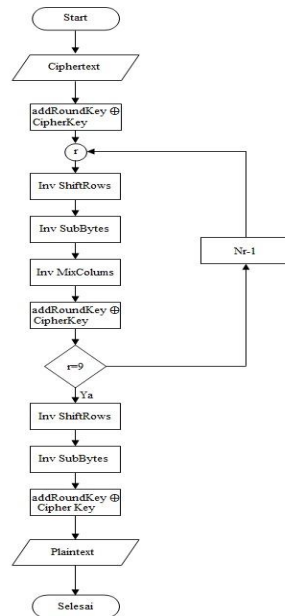 Start
Ciphertext
addRoundKey ⊕
CipherKey
r
Inv ShiftRows
Inv SubBytes
Inv MixColums
Nr-1
addRoundKey ⊕
CipherKey
r=9
Ya
Inv ShiftRows
Inv SubBytes
addRoundKey ⊕
Cipher Key
Plaintext
Selesai